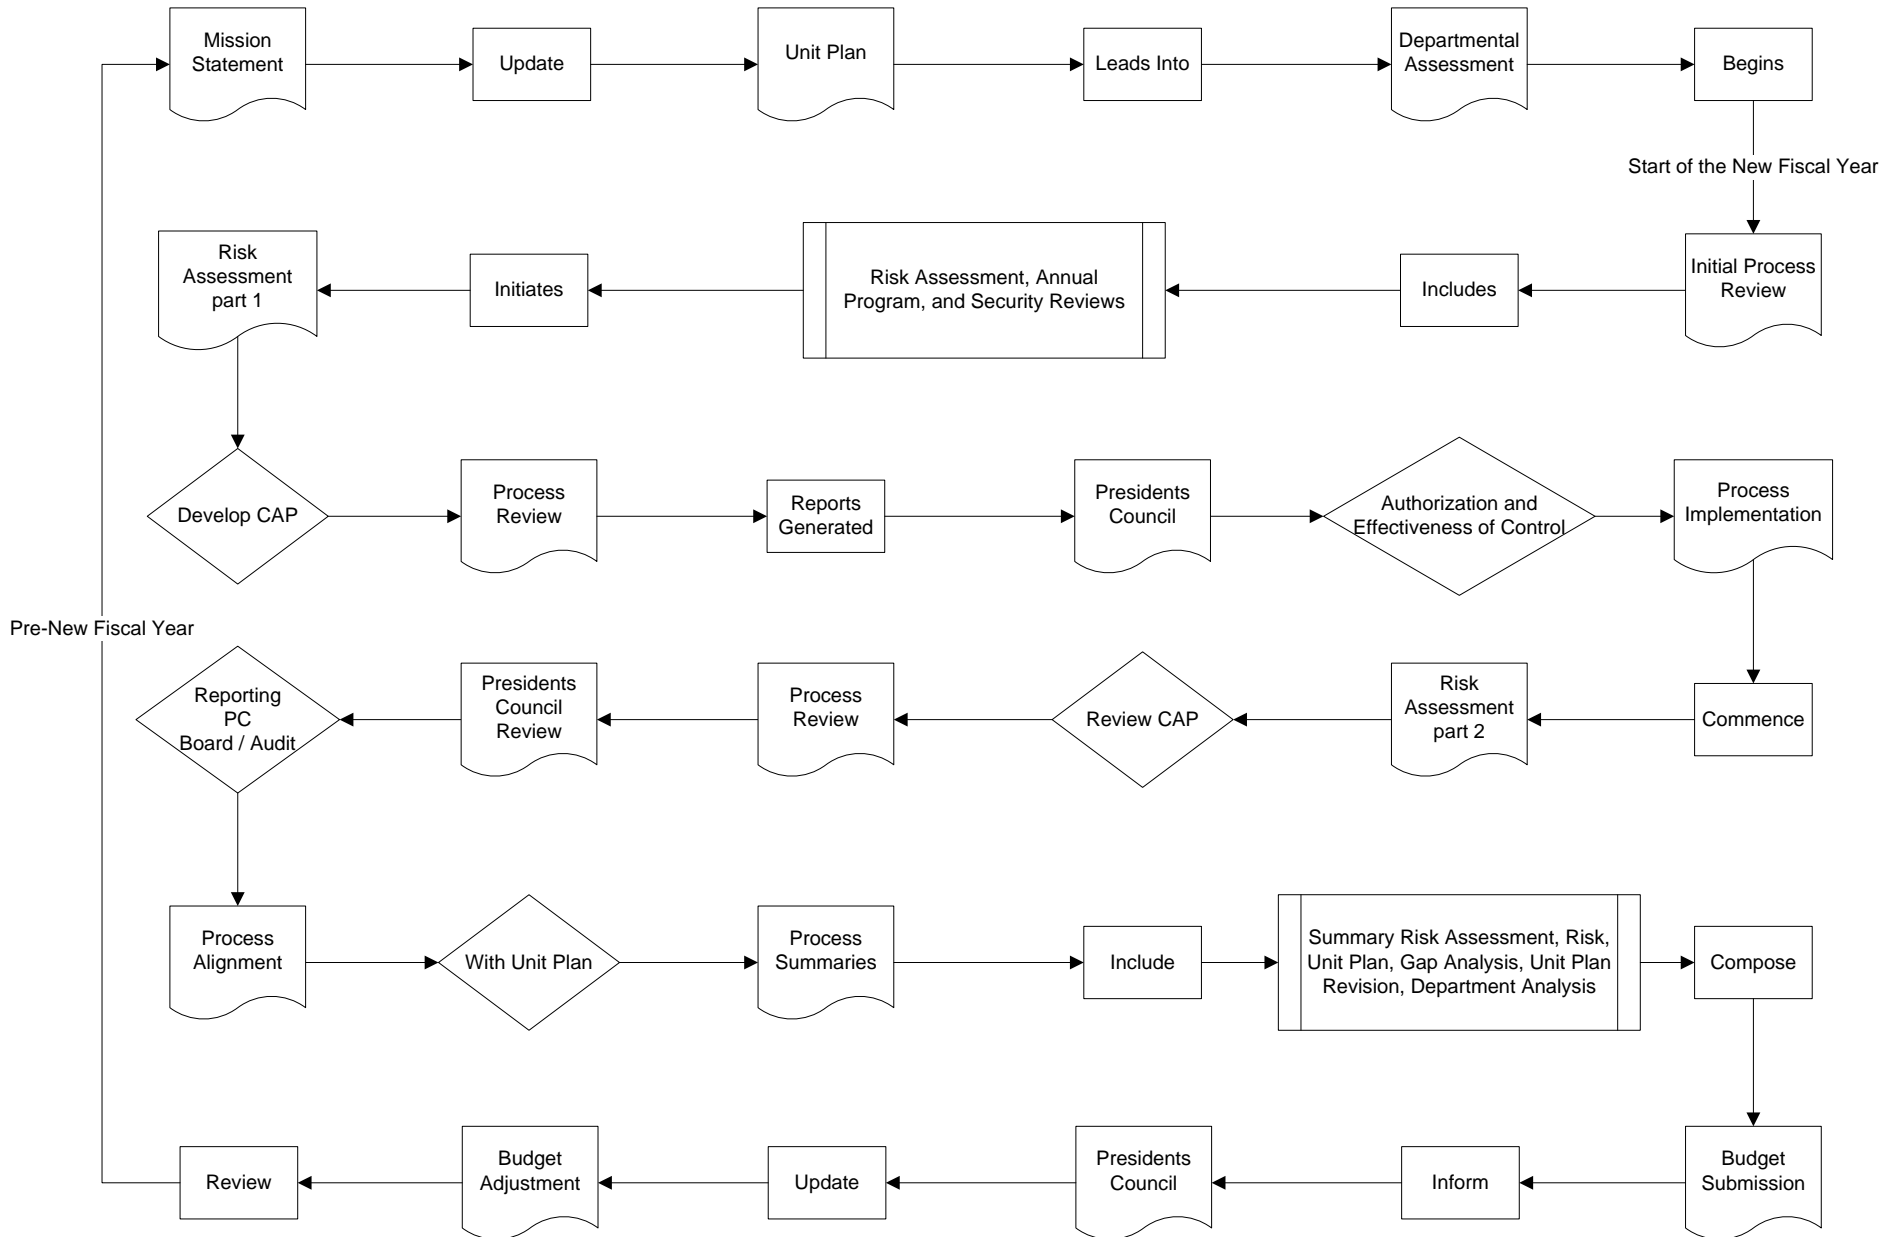 Mission
Statement
Update
Unit Plan
Leads Into
Departmental
Assessment
Begins
Start of the New Fiscal Year
Risk
Assessment
part 1
Initiates
Risk Assessment, Annual
Program, and Security Reviews
Includes
Initial Process
Review
Develop CAP
Process
Review
Reports
Generated
Presidents
Council
Authorization and
Effectiveness of Control
Process
Implementation
Pre-New Fiscal Year
Reporting
PC
Board / Audit
Presidents
Council
Review
Process
Review
Review CAP
Risk
Assessment
part 2
Commence
Process
Alignment
With Unit Plan
Process
Summaries
Include
Summary Risk Assessment, Risk,
Unit Plan, Gap Analysis, Unit Plan
Revision, Department Analysis
Compose
Review
Budget
Adjustment
Update
Presidents
Council
Inform
Budget
Submission